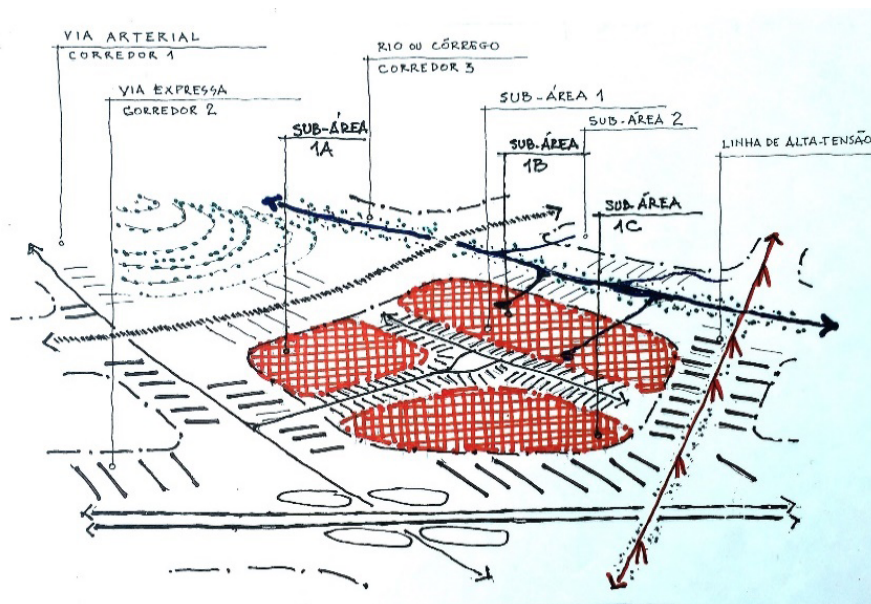 VIA ARTERIAL
CORREDOR 1
VIA EXPRESSA
CORREDOR 2
RIO OU CÓRREGO
CORREDOR 3
SUB-ÁREA
1A
SUB-ÁREA 1
SUB-ÁREA 2
SUB-ÁREA
1B
SUB ÁREA
1C
LINHA DE ALTA-TENSÃO